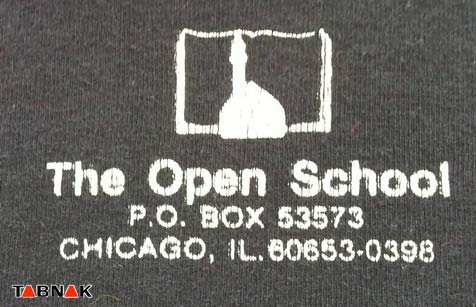 The Open School
P.O. BOX 53573
CHICAGO, IL. 60653-0398
TABNAK